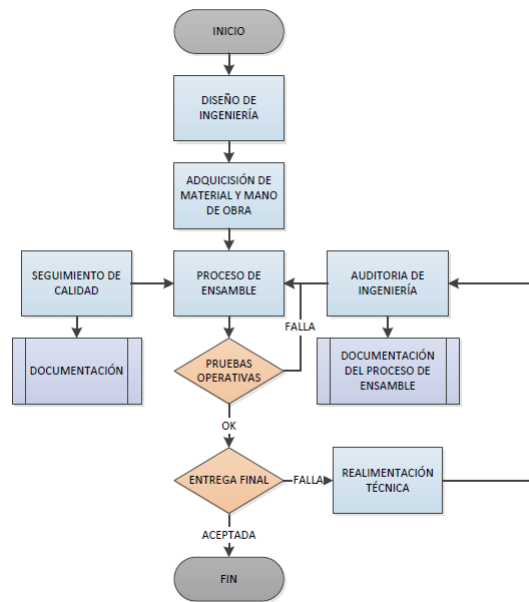 INICIO
DISEÑO DE
INGENIERÍA
ADQUICISIÓN DE
MATERIAL Y MANO
DE OBRA
SEGUIMIENTO DE
CALIDAD
PROCESO DE
ENSAMBLE
AUDITORIA DE
INGENIERÍA
FALLA
DOCUMENTACIÓN
PRUEBAS
OPERATIVAS
DOCUMENTACIÓN
DEL PROCESO DE
ENSAMBLE
OK
ENTREGA FINAL
FALLA
REALIMENTACIÓN
TÉCNICA
ACEPTADA
FIN